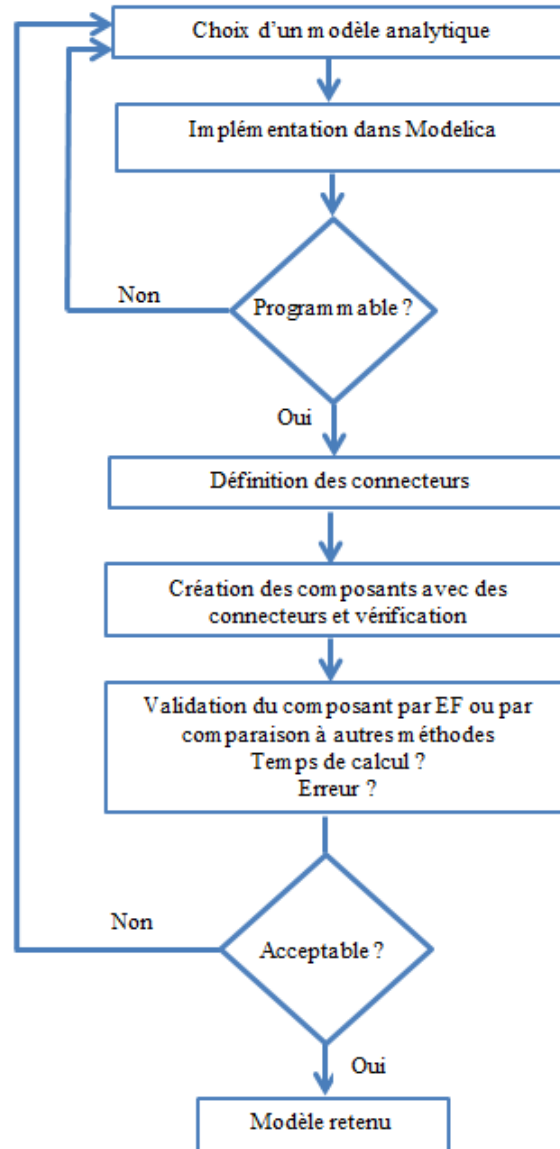 Choix d'un modèle analytique
Implémentation dans Modelica
Programmable ?
Non
Oui
Définition des connecteurs
Création des composants avec des
connecteurs et vérification
Validation du composant par EF ou par
comparaison à autres méthodes
Temps de calcul ?
Erreur ?
Non
Acceptable ?
Oui
Modèle retenu